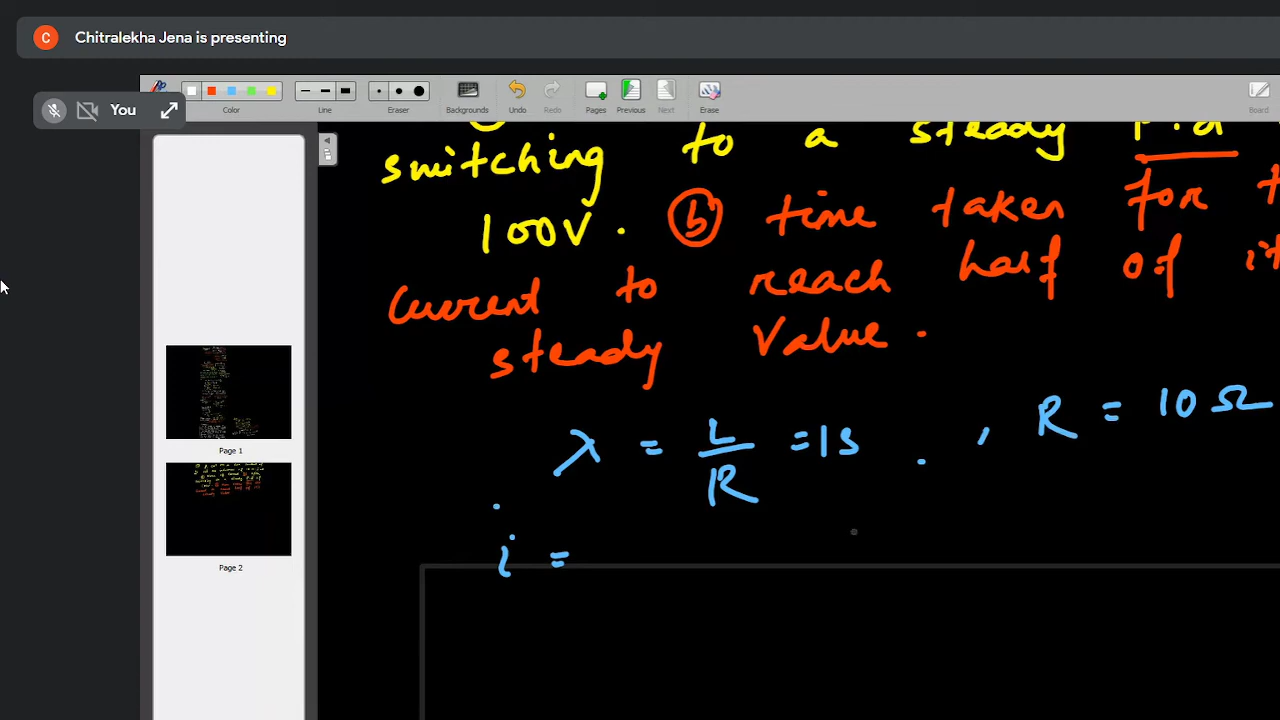 Chitralekha Jena is presenting
You
Color Line Eraser Backgrounds Undo Redo Pages Previous Next Erase Board
switching to a steady p.d
100V. ⓑ time taken for
current to reach half of
steady value.
λ = L/R = 1s . , R = 10 Ω
i =
Page 1
Page 2